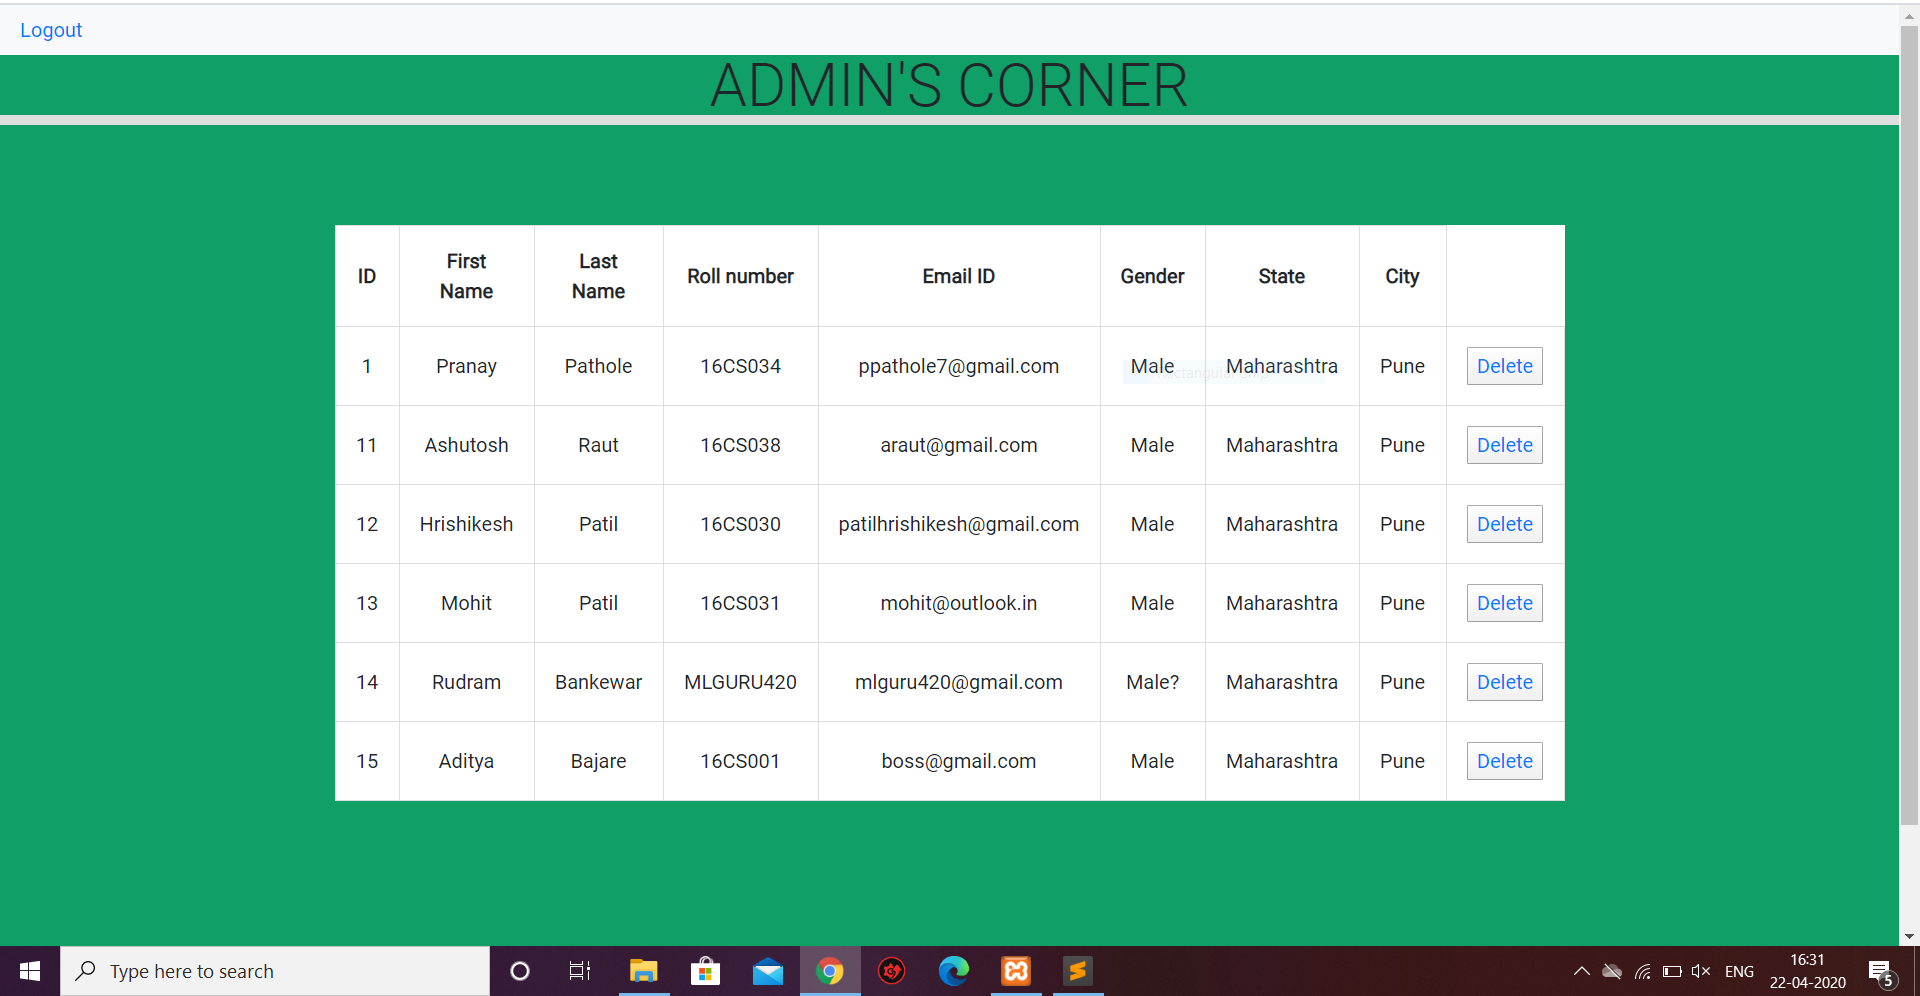 Logout
ADMIN'S CORNER
ID First Name Last Name Roll number Email ID Gender State City
1 Pranay Pathole 16CS034 ppathole7@gmail.com Male Maharashtra Pune Delete
11 Ashutosh Raut 16CS038 araut@gmail.com Male Maharashtra Pune Delete
12 Hrishikesh Patil 16CS030 patilhrishikesh@gmail.com Male Maharashtra Pune Delete
13 Mohit Patil 16CS031 mohit@outlook.in Male Maharashtra Pune Delete
14 Rudram Bankewar MLGURU420 mlguru420@gmail.com Male? Maharashtra Pune Delete
15 Aditya Bajare 16CS001 boss@gmail.com Male Maharashtra Pune Delete
Type here to search
ENG
16:31
22-04-2020
5